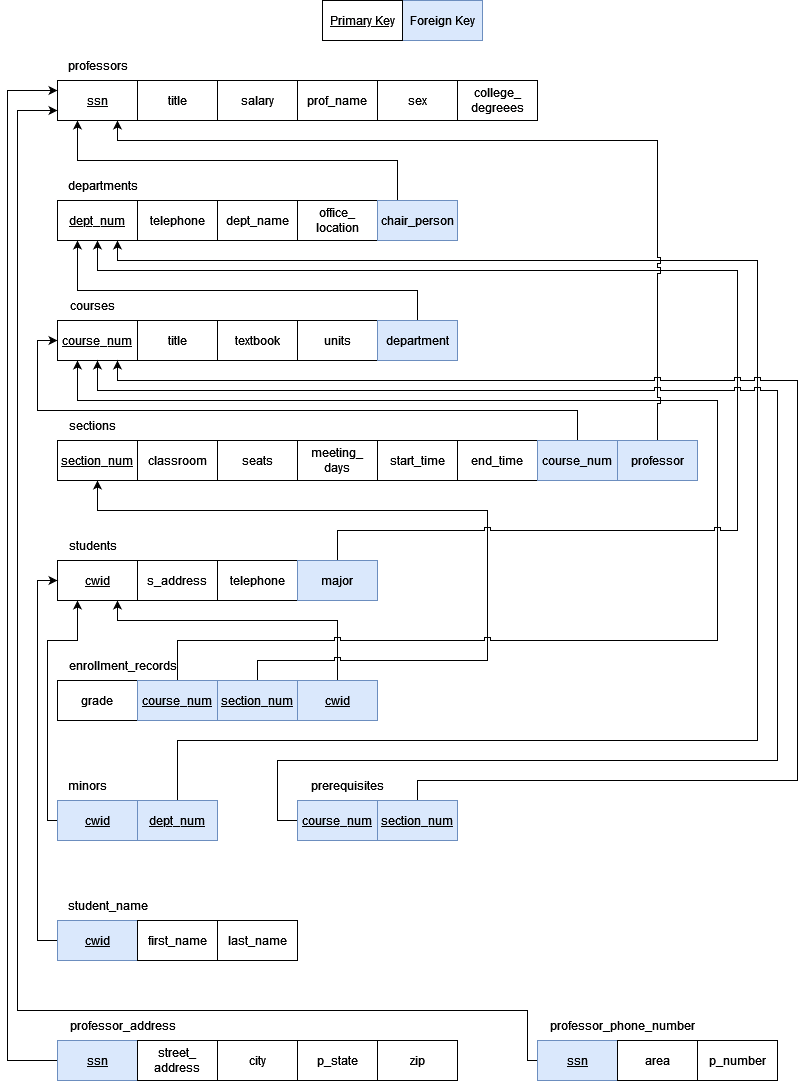 Primary Key Foreign Key
professors
ssn title salary prof_name sex college_
degreees
departments
dept_num telephone dept_name office_
location chair_person
courses
course_num title textbook units department
sections
section_num classroom seats meeting_
days start_time end_time course_num professor
students
cwid s_address telephone major
enrollment_records
grade course_num section_num cwid
minors prerequisites
cwid dept_num course_num section_num
student_name
cwid first_name last_name
professor_address professor_phone_number
ssn street_
address city p_state zip ssn area p_number